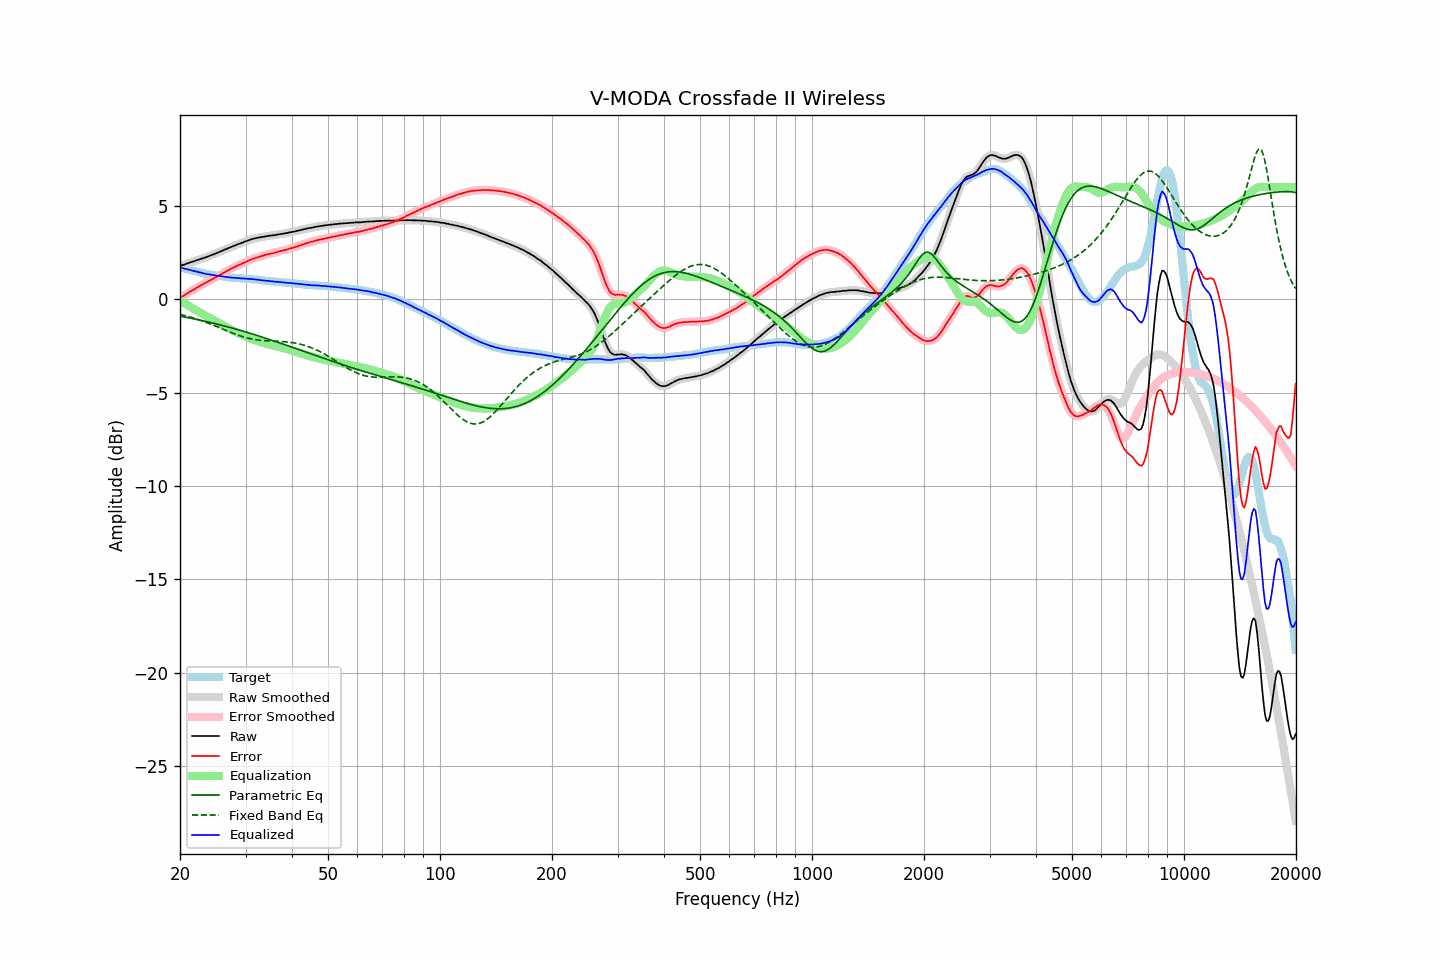 V-MODA Crossfade II Wireless
Amplitude (dBr)
5
0
−5
−10
−15
−20
−25
Target
Raw Smoothed
Error Smoothed
Raw
Error
Equalization
Parametric Eq
Fixed Band Eq
Equalized
20
50
100
200
500
1000
2000
5000
10000
20000
Frequency (Hz)